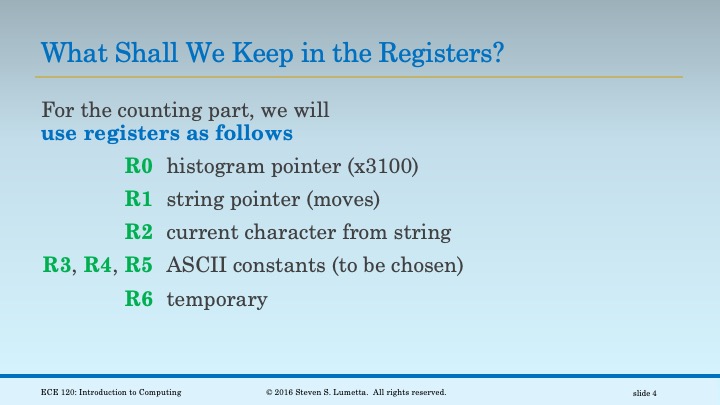 What Shall We Keep in the Registers?
For the counting part, we will
use registers as follows
R0 histogram pointer (x3100)
R1 string pointer (moves)
R2 current character from string
R3, R4, R5 ASCII constants (to be chosen)
R6 temporary
ECE 120: Introduction to Computing © 2016 Steven S. Lumetta. All rights reserved. slide 4